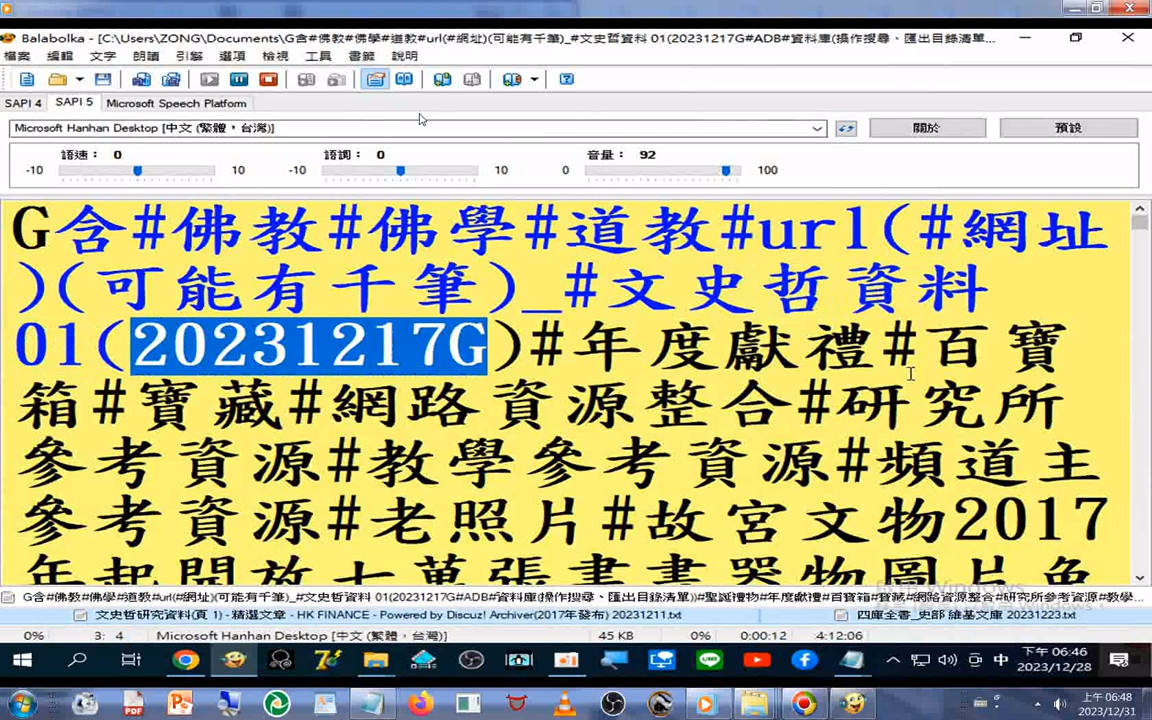 Balabolka - [C:\Users\ZONG\Documents\G含#佛教#佛學#道教#url(#網址)(可能有千筆)_#文史哲資料 01(20231217G#ADB#資料庫(操作搜尋、匯出目錄清單...
檔案 編輯 文字 朗讀 引擎 選項 檢視 工具 書籤 說明
SAPI 4 SAPI 5 Microsoft Speech Platform
Microsoft Hanhan Desktop [中文 (繁體，台灣)] 關於 預設
語速： 0 語調： 0 音量： 92
-10 10 -10 10 0 100
G含#佛教#佛學#道教#url(#網址
)(可能有千筆)_#文史哲資料
01(20231217G)#年度獻禮#百寶
箱#寶藏#網路資源整合#研究所
參考資源#教學參考資源#頻道主
參考資源#老照片#故宮文物2017
年起開放十萬張書畫器物圖片免
G含#佛教#佛學#道教#url(#網址)(可能有千筆)_#文史哲資料 01(20231217G#ADB#資料庫(操作搜尋、匯出目錄清單))#聖誕禮物#年度獻禮#百寶箱#寶藏#網路資源整合#研究所參考資源#教學...
文史哲研究資料(頁 1) - 精選文章 - HK FINANCE - Powered by Discuz! Archiver(2017年發布) 20231211.txt 四庫全書_史部 維基文庫 20231223.txt
0% 3: 4 Microsoft Hanhan Desktop [中文 (繁體，台灣)] 45 KB 0% 0:00:12 4:12:06
中 下午 06:46
2023/12/28
上午 06:48
2023/12/31